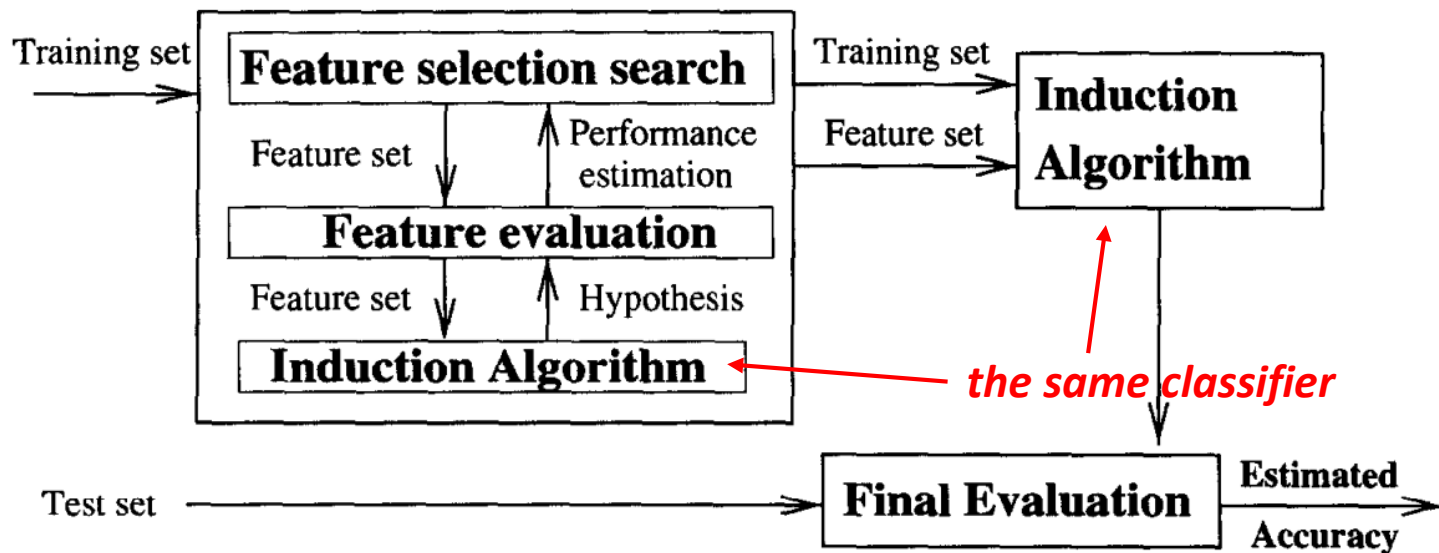 Training set
Feature selection search
Feature set
Performance
estimation
Feature evaluation
Feature set
Hypothesis
Induction Algorithm
Training set
Feature set
Induction
Algorithm
the same classifier
Test set
Final Evaluation
Estimated
Accuracy